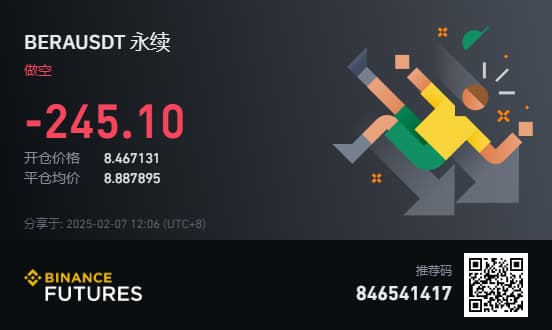 BERAUSDT 永续
做空
-245.10
开仓价格 8.467131
平仓均价 8.887895
分享于: 2025-02-07 12:06 (UTC+8)
BINANCE
FUTURES
推荐码
846541417